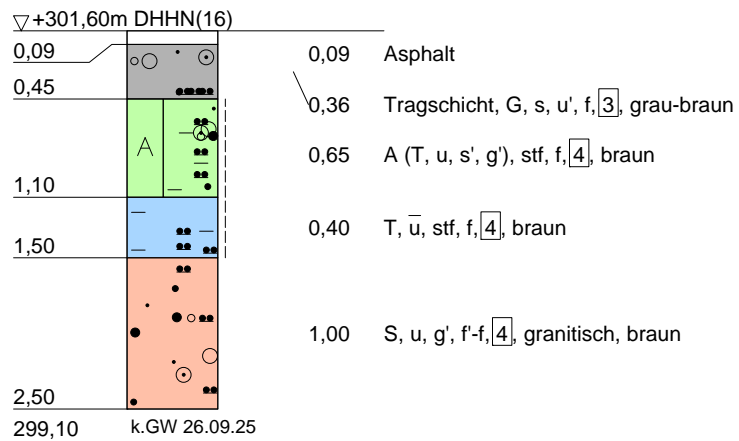 ▽ +301,60m DHHN(16)
0,09 0,09 Asphalt
0,45 0,36 Tragschicht, G, s, u', f, 3, grau-braun
A 0,65 A (T, u, s', g'), stf, f, 4, braun
1,10
0,40 T, u̅, stf, f, 4, braun
1,50
1,00 S, u, g', f'-f, 4, granitisch, braun
2,50
299,10 k.GW 26.09.25